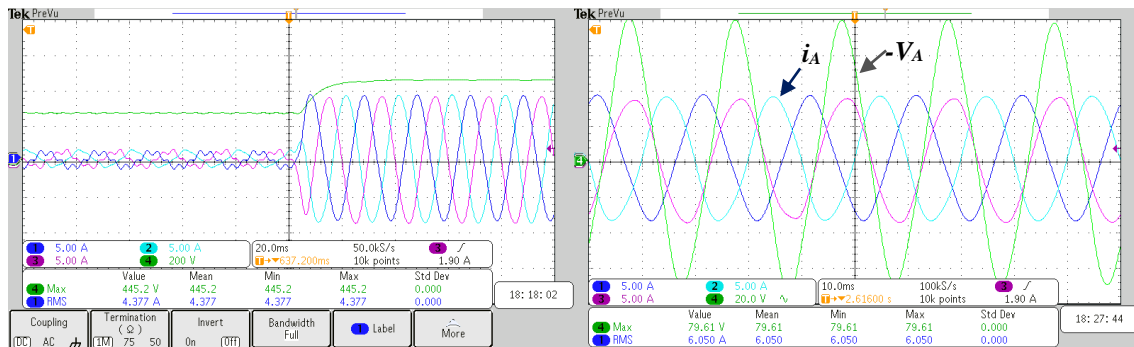 Tek PreVu
T
T
1
1 5.00 A 2 5.00 A
3 5.00 A 4 200 V
20.0ms 50.0kS/s 3
T→▼637.200ms 10k points 1.90 A
Value Mean Min Max Std Dev
4 Max 445.2 V 445.2 445.2 445.2 0.000
1 RMS 4.377 A 4.377 4.377 4.377 0.000
18:18:02
Coupling
DC AC
Termination
(Ω)
1M 75 50
Invert
On Off
Bandwidth
Full
1 Label
More
Tek PreVu
T
T
iA
-VA
4
1 5.00 A 2 5.00 A
3 5.00 A 4 20.0 V
10.0ms 100kS/s 3
T→▼2.61600 s 10k points 1.90 A
Value Mean Min Max Std Dev
4 Max 79.61 V 79.61 79.61 79.61 0.000
1 RMS 6.050 A 6.050 6.050 6.050 0.000
18:27:44